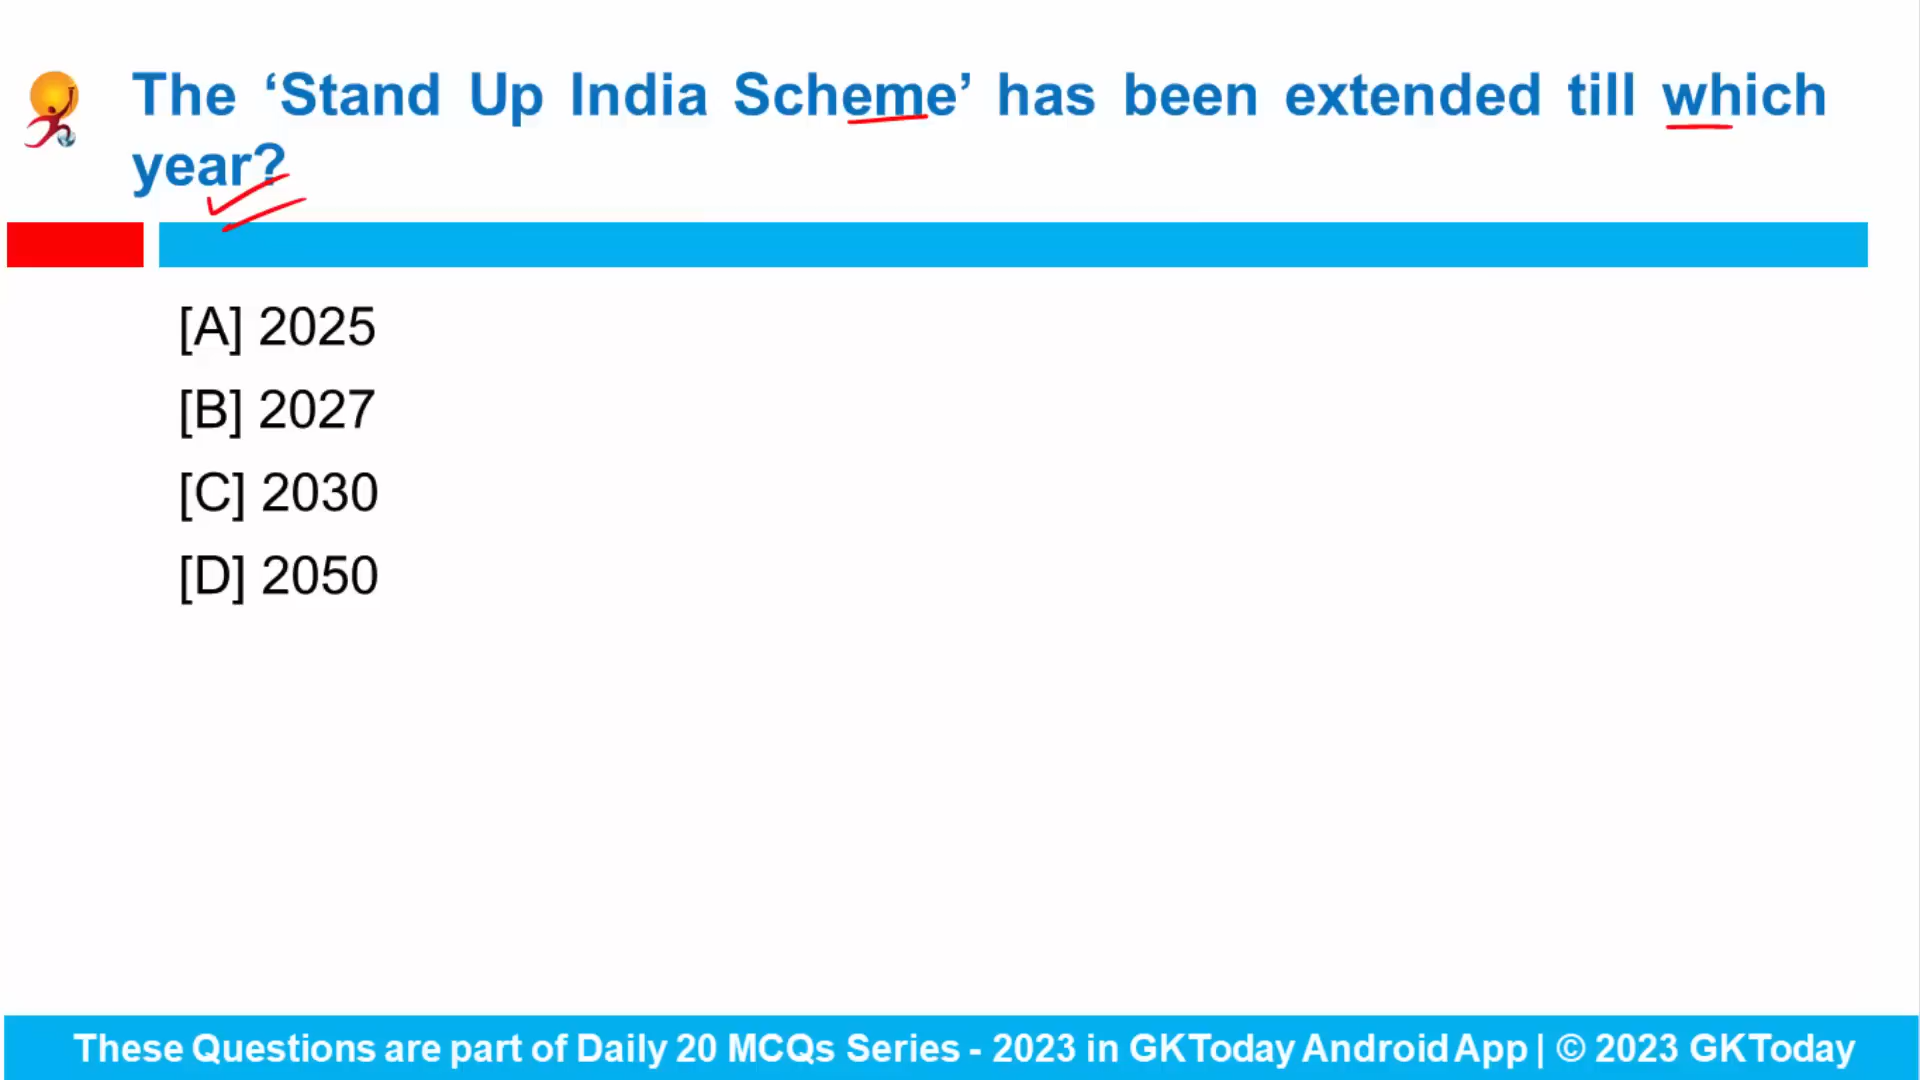 The ‘Stand Up India Scheme’ has been extended till which
year?
[A] 2025
[B] 2027
[C] 2030
[D] 2050
These Questions are part of Daily 20 MCQs Series - 2023 in GKToday Android App | © 2023 GKToday